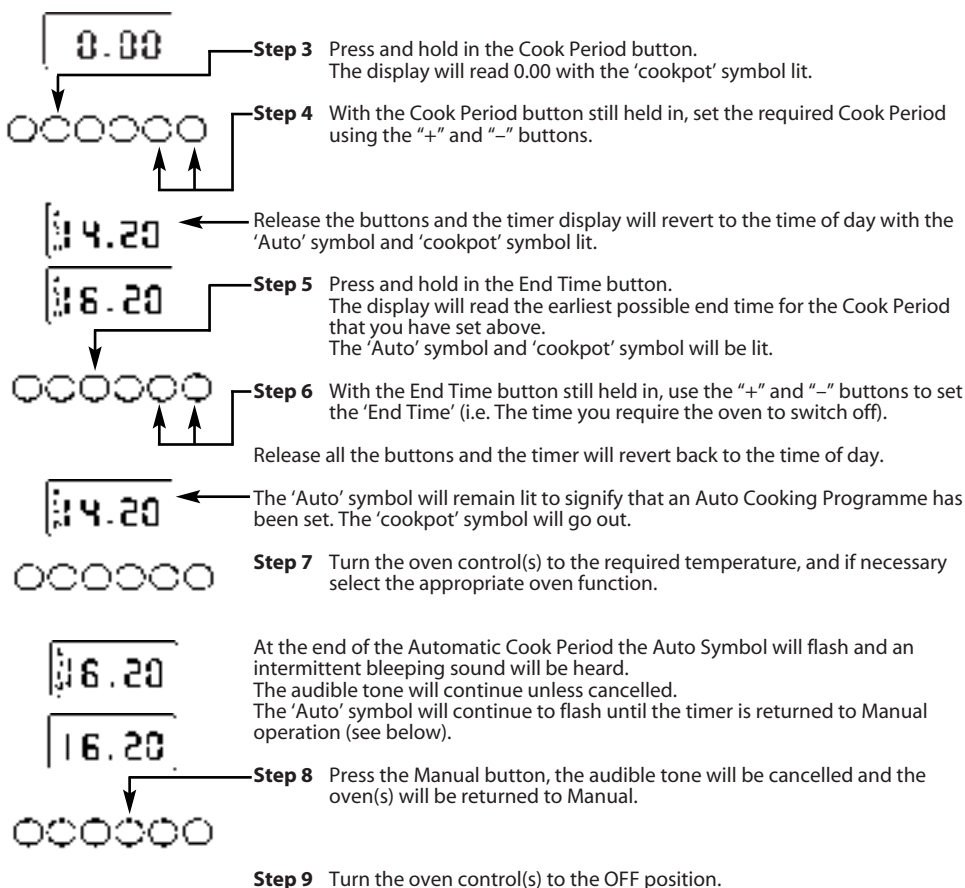 0.00
Step 3 Press and hold in the Cook Period button.
The display will read 0.00 with the ‘cookpot’ symbol lit.
Step 4 With the Cook Period button still held in, set the required Cook Period
using the “+” and “–” buttons.
14.20
Release the buttons and the timer display will revert to the time of day with the
‘Auto’ symbol and ‘cookpot’ symbol lit.
16.20
Step 5 Press and hold in the End Time button.
The display will read the earliest possible end time for the Cook Period
that you have set above.
The ‘Auto’ symbol and ‘cookpot’ symbol will be lit.
Step 6 With the End Time button still held in, use the “+” and “–” buttons to set
the ‘End Time’ (i.e. The time you require the oven to switch off).
Release all the buttons and the timer will revert back to the time of day.
14.20
The ‘Auto’ symbol will remain lit to signify that an Auto Cooking Programme has
been set. The ‘cookpot’ symbol will go out.
Step 7 Turn the oven control(s) to the required temperature, and if necessary
select the appropriate oven function.
16.20
At the end of the Automatic Cook Period the Auto Symbol will flash and an
intermittent bleeping sound will be heard.
The audible tone will continue unless cancelled.
The ‘Auto’ symbol will continue to flash until the timer is returned to Manual
operation (see below).
16.20
Step 8 Press the Manual button, the audible tone will be cancelled and the
oven(s) will be returned to Manual.
Step 9 Turn the oven control(s) to the OFF position.